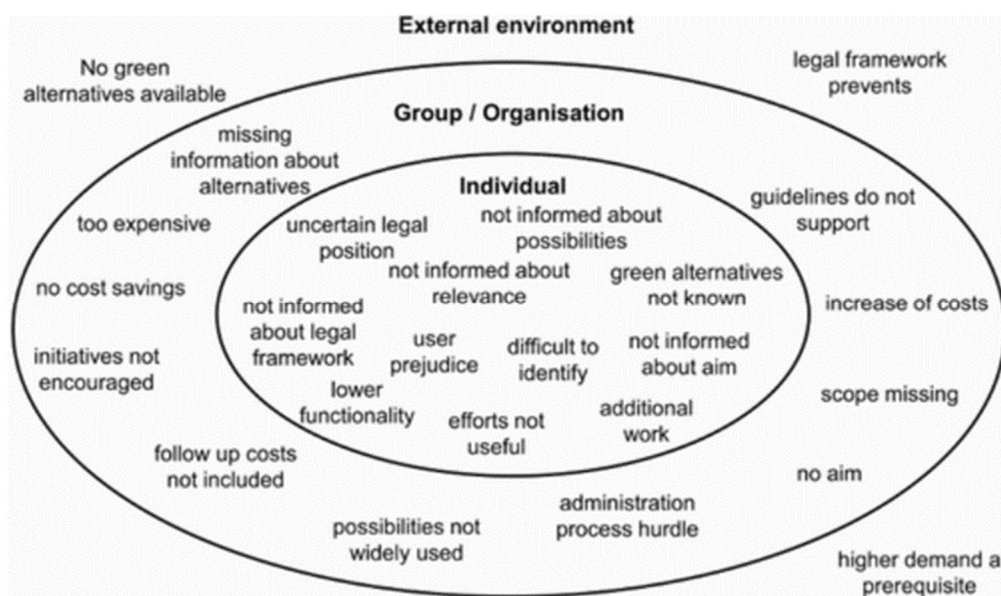 External environment
No green
alternatives available
legal framework
prevents
Group / Organisation
missing
information about
alternatives
too expensive
no cost savings
initiatives not
encouraged
follow up costs
not included
possibilities not
widely used
administration
process hurdle
guidelines do not
support
increase of costs
scope missing
no aim
higher demand a
prerequisite
Individual
uncertain legal
position
not informed about
possibilities
not informed about
relevance
green alternatives
not known
not informed
about legal
framework
user
prejudice
difficult to
identify
not informed
about aim
lower
functionality
efforts not
useful
additional
work